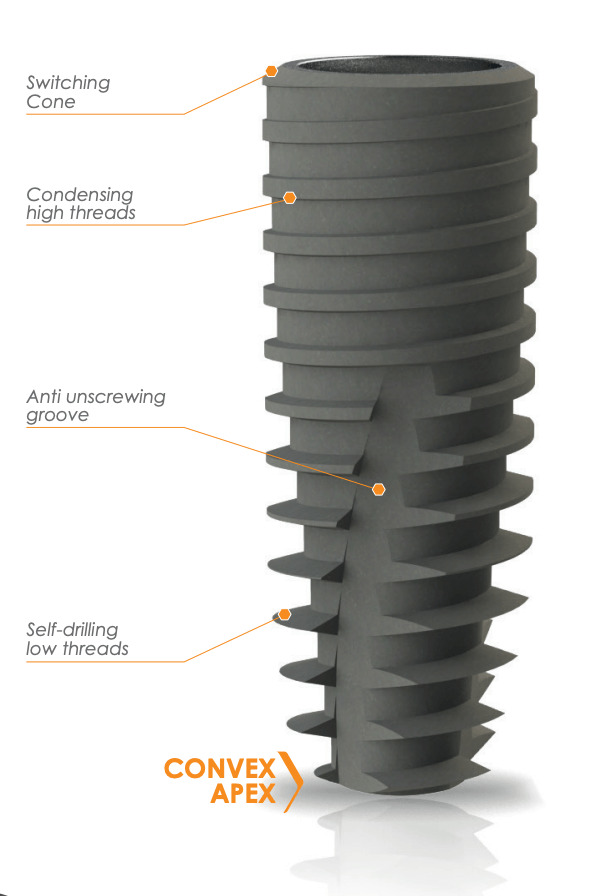 Switching
Cone
Condensing
high threads
Anti unscrewing
groove
Self-drilling
low threads
CONVEX
APEX